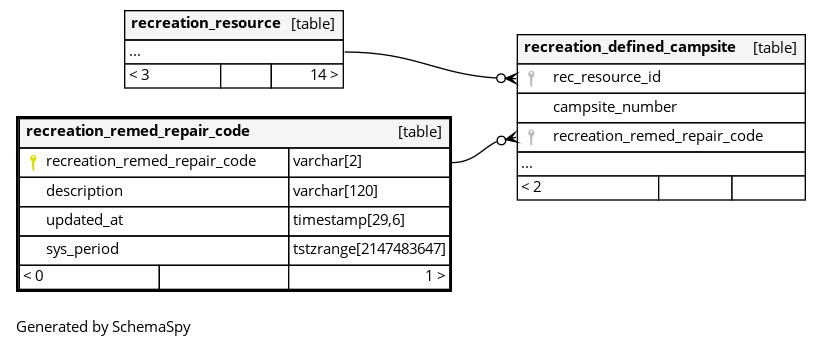 recreation_resource [table]
...
< 3 14 >
recreation_defined_campsite [table]
rec_resource_id
campsite_number
recreation_remed_repair_code
...
< 2
recreation_remed_repair_code [table]
recreation_remed_repair_code varchar[2]
description varchar[120]
updated_at timestamp[29,6]
sys_period tstzrange[2147483647]
< 0 1 >
Generated by SchemaSpy